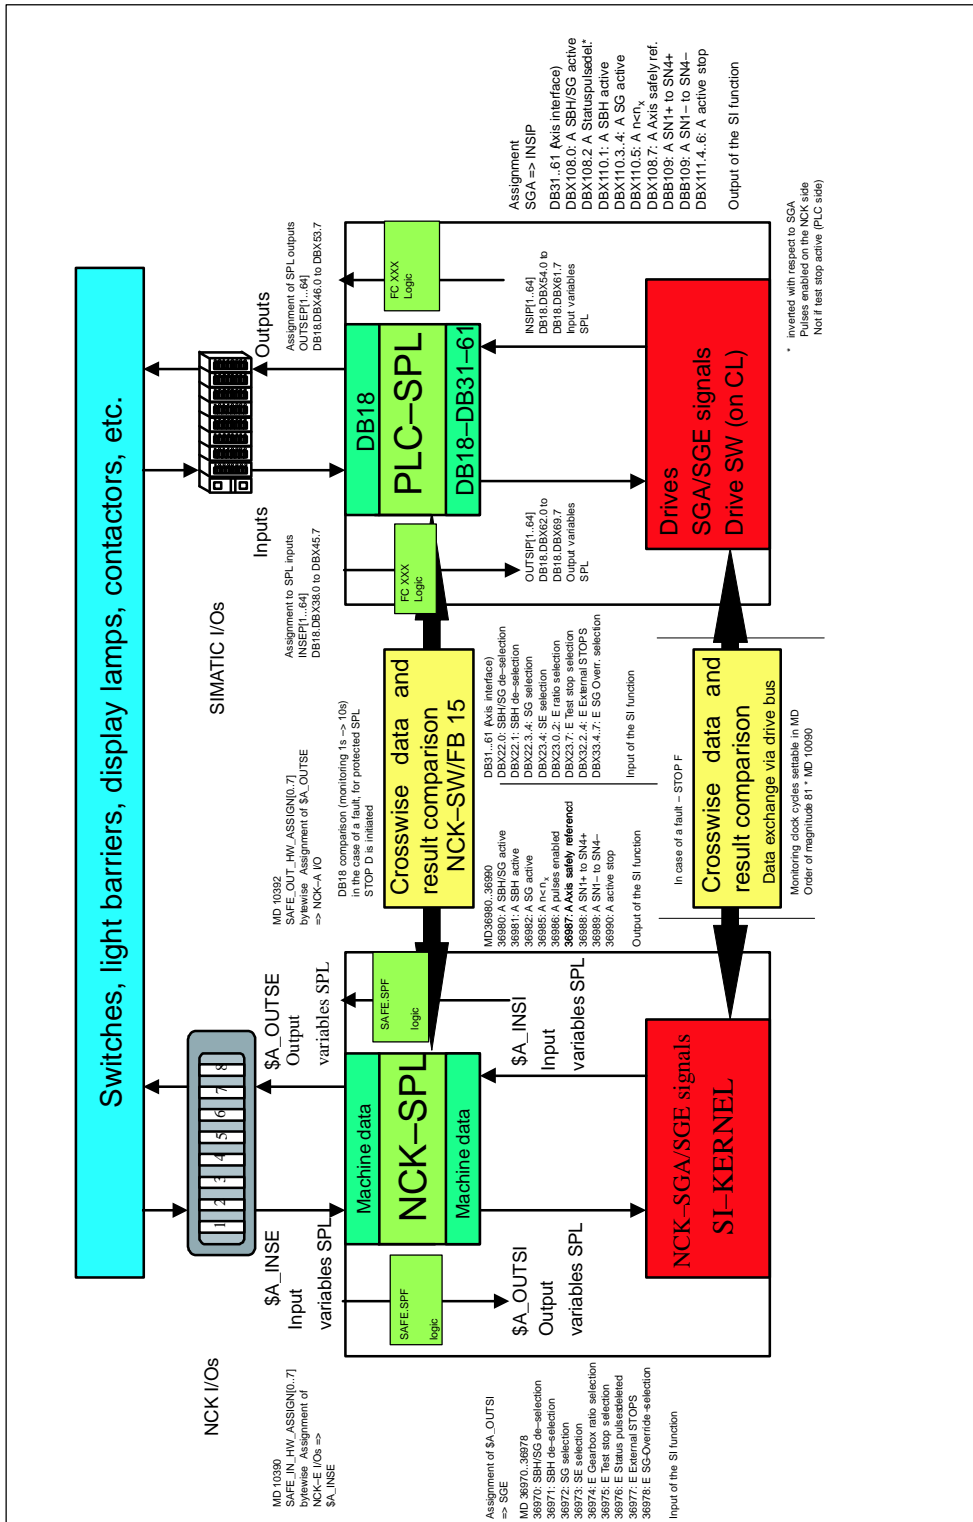 Switches, light barriers, display lamps, contactors, etc.
NCK I/Os
SIMATIC I/Os
1 2 3 4 5 6 7 8
MD 10390
SAFE_IN_HW_ASSIGN[0..7]
bytewise Assignment of
NCK–E I/Os =>
$A_INSE
$A_INSE
Input
variables SPL
$A_OUTSE
Output
variables SPL
MD 10392
SAFE_OUT_HW_ASSIGN[0..7]
bytewise Assignment of $A_OUTSE
=> NCK–A I/O
DB18 comparison (monitoring 1s –> 10s)
in the case of a fault, for protected SPL
STOP D is initiated
Assignment to SPL inputs
INSEP[1...64]
DB18.DBX38.0 to DBX45.7
Inputs
Outputs
Assignment of SPL outputs
OUTSEP[1...64]
DB18.DBX46.0 to DBX53.7
SAFE.SPF
logic
Machine data
NCK–SPL
Machine data
SAFE.SPF
logic
Crosswise data and
result comparison
NCK–SW/FB 15
FC XXX
Logic
DB18
PLC–SPL
DB18–DB31–61
FC XXX
Logic
Assignment of $A_OUTSI
=> SGE
MD 36970..36978
36970: SBH/SG de–selection
36971: SBH de–selection
36972: SG selection
36973: SE selection
36974: E Gearbox ratio selection
36975: E Test stop selection
36976: E Status pulsesdeleted
36977: E External STOPS
36978: E SG-Override-selection
Input of the SI function
$A_OUTSI
Output
variables SPL
$A_INSI
Input
variables SPL
MD36980..36990
36980: A SBH/SG active
36981: A SBH active
36982: A SG active
36985: A n<nx
36986: A pulses enabled
36987: A Axis safely referenced
36988: A SN1+ to SN4+
36989: A SN1– to SN4–
36990: A active stop
Output of the SI function
DB31..61 (Axis interface)
DBX22.0: SBH/SG de–selection
DBX22.1: SBH de–selection
DBX22.3.4: SG selection
DBX23.4: SE selection
DBX23.0..2: E ratio selection
DBX23.7: E Test stop selection
DBX32.2..4: E External STOPS
DBX33.4..7: E SG Overr. selection
Input of the SI function
OUTSIP[1..64]
DB18.DBX62.0 to
DB18.DBX69.7
Output variables
SPL
INSIP[1..64]
DB18.DBX54.0 to
DB18.DBX61.7
Input variables
SPL
Assignment
SGA => INSIP
DB31..61 (Axis interface)
DBX108.0: A SBH/SG active
DBX108.2 A Statuspulsedel.*
DBX110.1: A SBH active
DBX110.3..4: A SG active
DBX110.5: A n<nx
DBX108.7: A Axis safely ref.
DBB109: A SN1+ to SN4+
DBB109: A SN1– to SN4–
DBX111.4..6: A active stop
Output of the SI function
NCK–SGA/SGE signals
SI–KERNEL
In case of a fault – STOP F
Crosswise data and
result comparison
Data exchange via drive bus
Monitoring clock cycles settable in MD
Order of magnitude 81 * MD 10090
Drives
SGA/SGE signals
Drive SW (on CL)
* inverted with respect to SGA
Pulses enabled on the NCK side
Not if test stop active (PLC side)